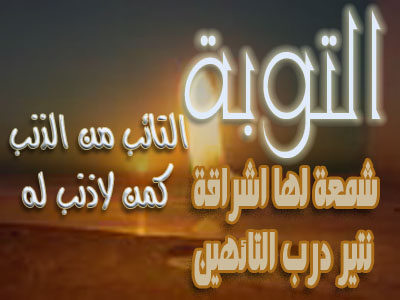 التوبة
شمعة لها اشراقة
تنير درب التائهين
التائب من الذنب
كمن لاذنب له